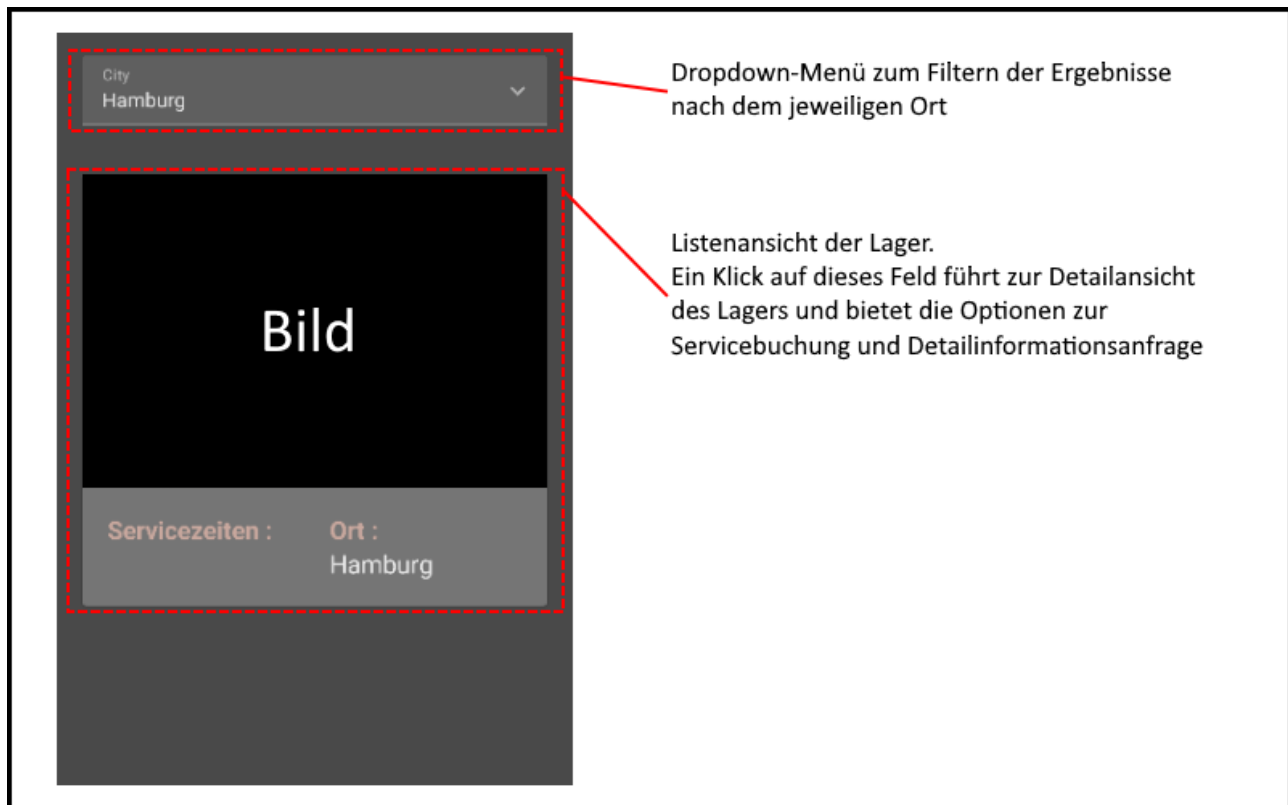 City
Hamburg
Dropdown-Menü zum Filtern der Ergebnisse
nach dem jeweiligen Ort
Bild
Listenansicht der Lager.
Ein Klick auf dieses Feld führt zur Detailansicht
des Lagers und bietet die Optionen zur
Servicebuchung und Detailinformationsanfrage
Servicezeiten :
Ort :
Hamburg